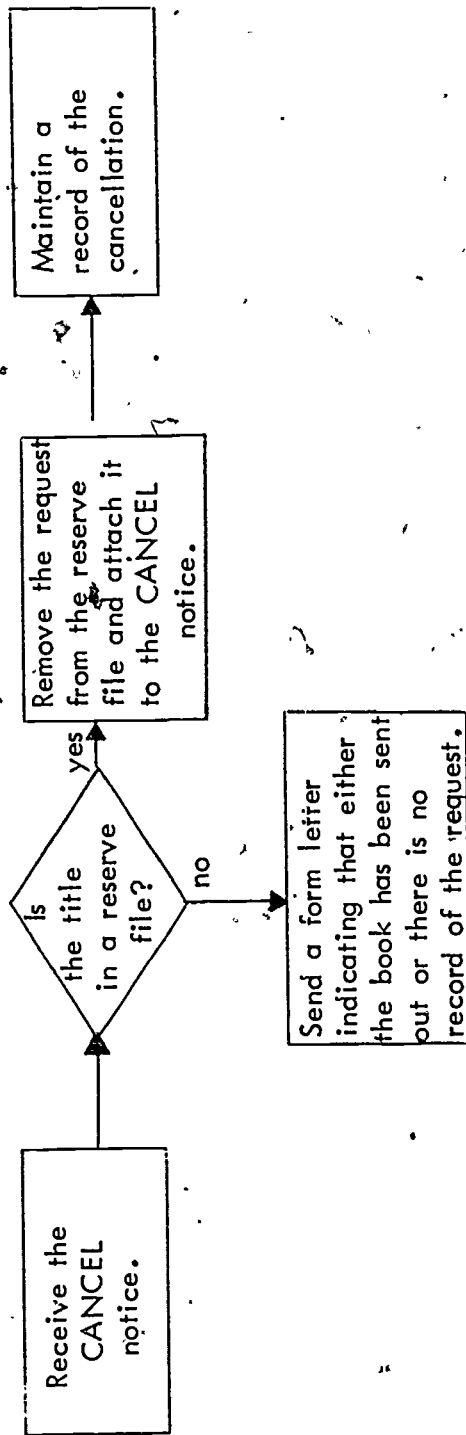 Receive the
CANCEL
notice.
Is
the title
in a reserve
file?
yes
Remove the request
from the reserve
file and attach it
to the CANCEL
notice.
Maintain a
record of the
cancellation.
no
Send a form letter
indicating that either
the book has been sent
out or there is no
record of the request.